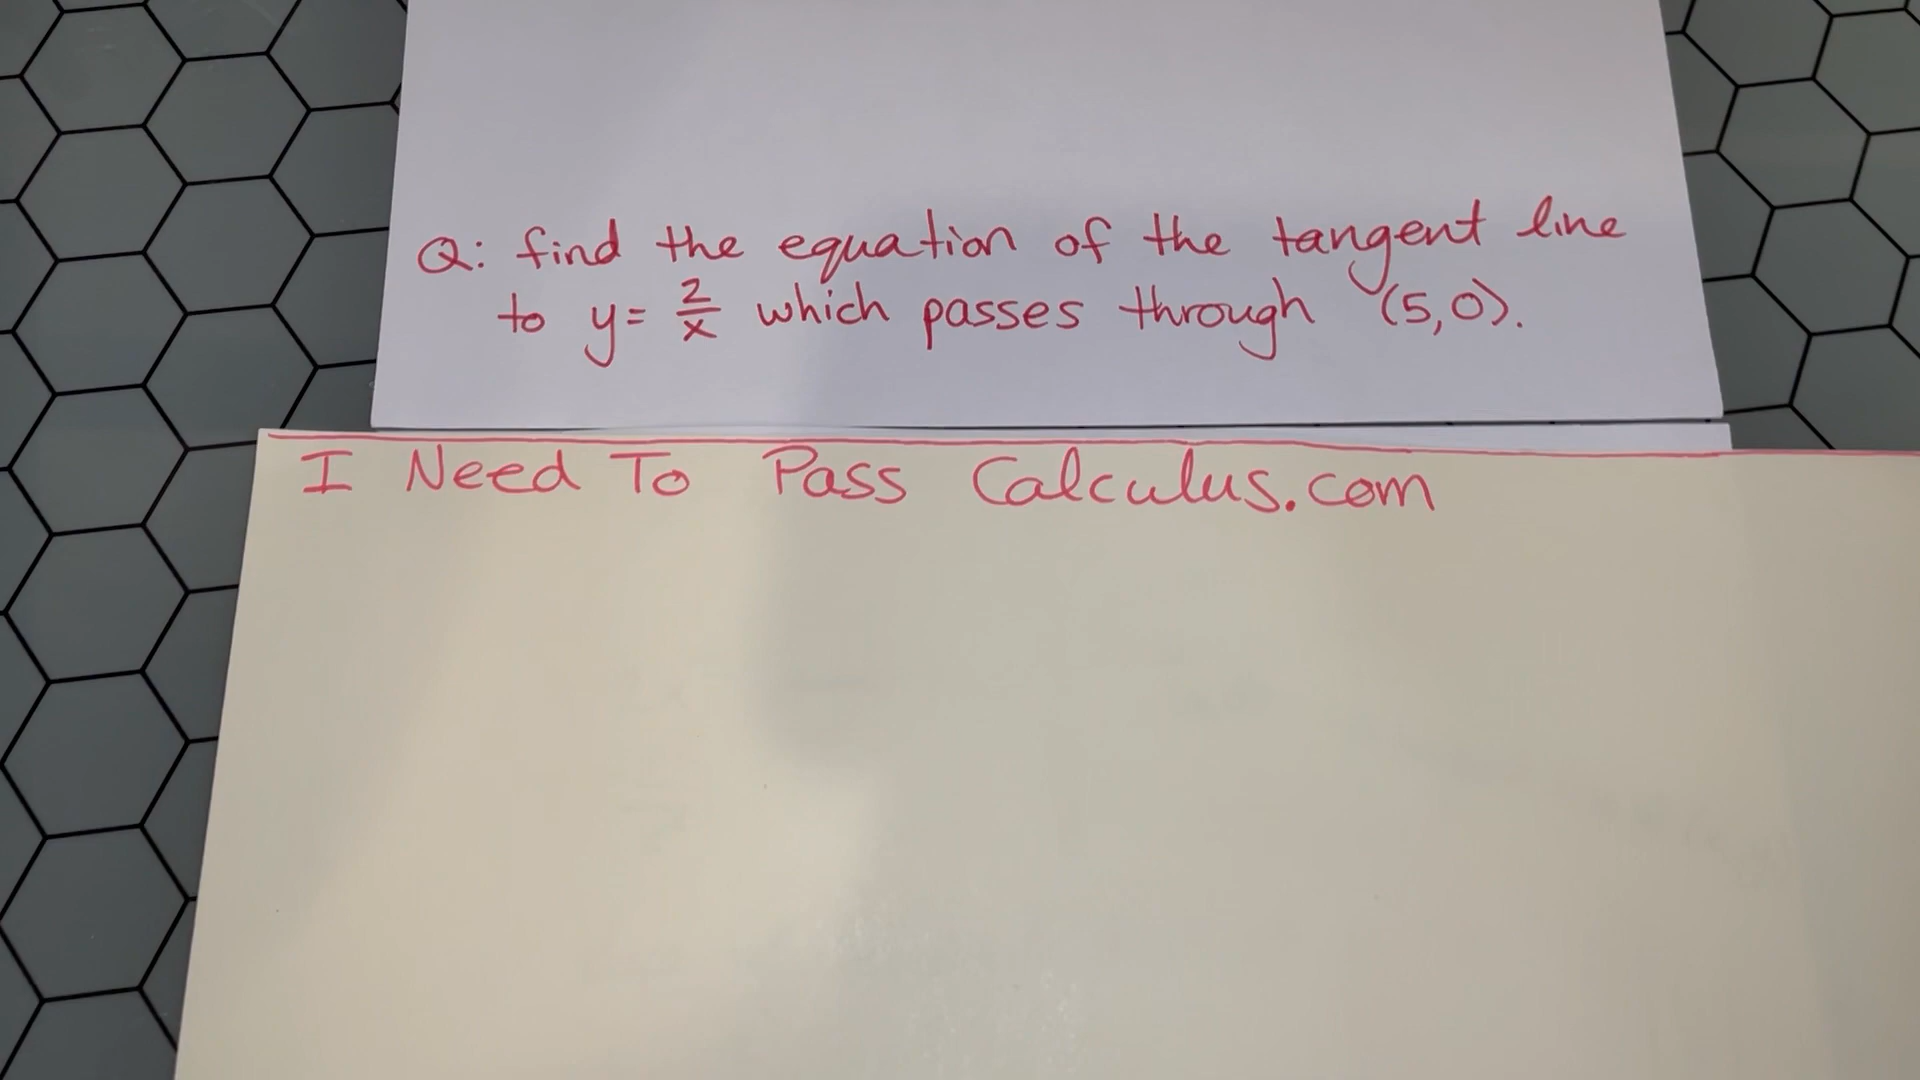 Q: find the equation of the tangent line
to y = 2/x which passes through (5,0).
I Need To Pass Calculus.com